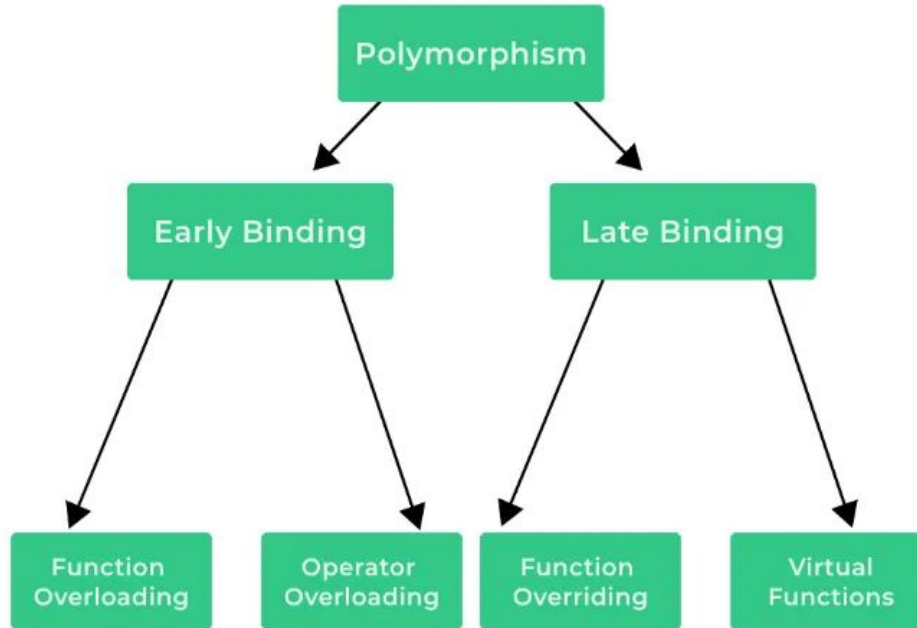 Polymorphism
Early Binding
Late Binding
Function
Overloading
Operator
Overloading
Function
Overriding
Virtual
Functions